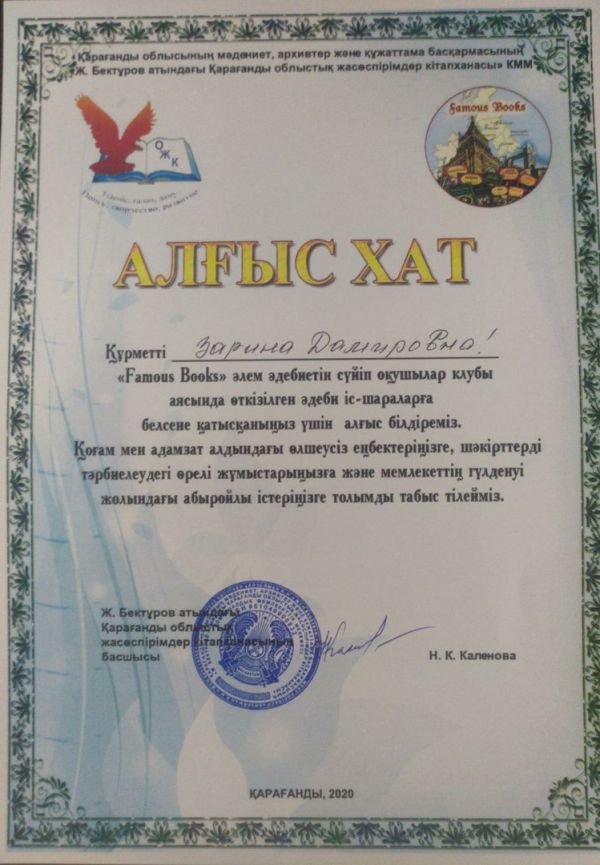 «Қарағанды облысының мәдениет, архивтер және құжаттама басқармасының
Ж. Бектұров атындағы Қарағанды облыстық жасөспірімдер кітапханасы» КММ
О
Ж
К
Famous Books
Поиск, творчество, развитие
АЛҒЫС ХАТ
Құрметті Зарина Дамировна!
«Famous Books» әлем әдебиетін сүйіп оқушылар клубы
аясында өткізілген әдеби іс-шараларға
белсене қатысқаныңыз үшін алғыс білдіреміз.
Қоғам мен адамзат алдындағы өлшеусіз еңбектеріңізге, шәкірттерді
тәрбиелеудегі өрелі жұмыстарыңызға және мемлекеттің гүлденуі
жолындағы абыройлы істеріңізге толымды табыс тілейміз.
Ж. Бектұров атындағы
Қарағанды облыстық
жасөспірімдер кітапханасының
басшысы
Н. К. Каленова
ҚАРАҒАНДЫ, 2020